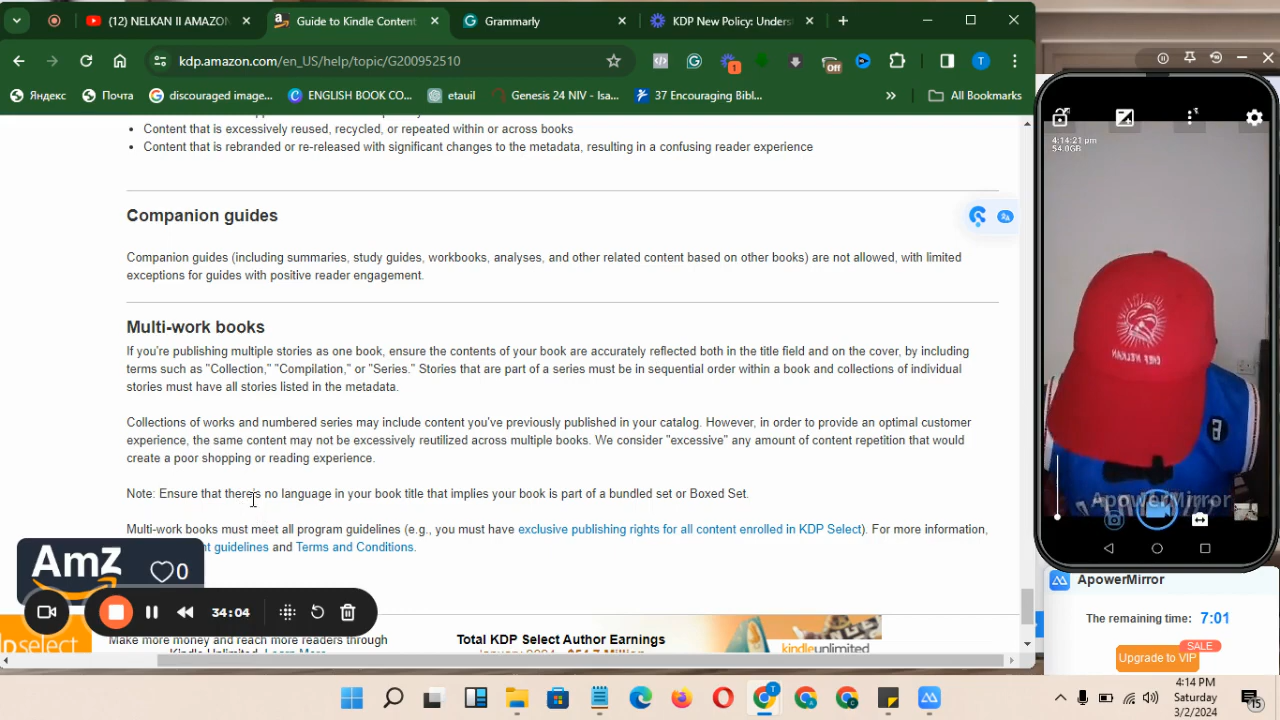 (12) NELKAN II AMAZON
Guide to Kindle Content
Grammarly
KDP New Policy: Unders
kdp.amazon.com/en_US/help/topic/G200952510
1
Off
T
Яндекс
Почта
discouraged image...
ENGLISH BOOK CO...
etauil
Genesis 24 NIV - Isa...
37 Encouraging Bibl...
»
All Bookmarks
Content that is excessively reused, recycled, or repeated within or across books
Content that is rebranded or re-released with significant changes to the metadata, resulting in a confusing reader experience
Companion guides
Companion guides (including summaries, study guides, workbooks, analyses, and other related content based on other books) are not allowed, with limited
exceptions for guides with positive reader engagement.
Multi-work books
If you're publishing multiple stories as one book, ensure the contents of your book are accurately reflected both in the title field and on the cover, by including
terms such as "Collection," "Compilation," or "Series." Stories that are part of a series must be in sequential order within a book and collections of individual
stories must have all stories listed in the metadata.
Collections of works and numbered series may include content you've previously published in your catalog. However, in order to provide an optimal customer
experience, the same content may not be excessively reutilized across multiple books. We consider "excessive" any amount of content repetition that would
create a poor shopping or reading experience.
Note: Ensure that there's no language in your book title that implies your book is part of a bundled set or Boxed Set.
Multi-work books must meet all program guidelines (e.g., you must have exclusive publishing rights for all content enrolled in KDP Select). For more information,
guidelines and Terms and Conditions.
Amz
0
34:04
select
Make more money and reach more readers through
Total KDP Select Author Earnings
kindleunlimited
4:14:21 pm
54.0GB
CHEF NELKAN
ApowerMirror
ApowerMirror
The remaining time: 7:01
SALE
Upgrade to VIP
T
4:14 PM
Saturday
3/2/2024
15